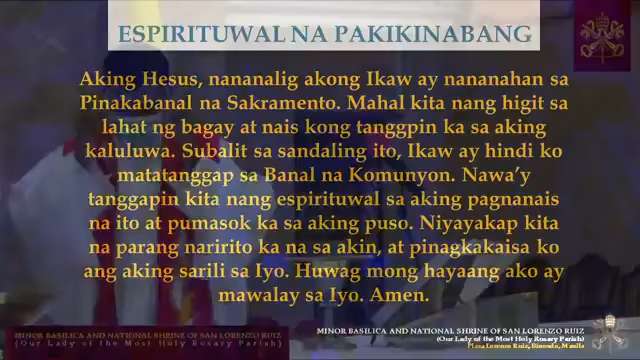 ESPIRITUWAL NA PAKIKINABANG
Aking Hesus, nananalig akong Ikaw ay nananahan sa
Pinakabanal na Sakramento. Mahal kita nang higit sa
lahat ng bagay at nais kong tanggpin ka sa aking
kaluluwa. Subalit sa sandaling ito, Ikaw ay hindi ko
matatanggap sa Banal na Komunyon. Nawa'y
tanggapin kita nang espirituwal sa aking pagnanais
na ito at pumasok ka sa aking puso. Niyayakap kita
na parang naririto ka na sa akin, at pinagkakaisa ko
ang aking sarili sa Iyo. Huwag mong hayaang ako ay
mawalay sa Iyo. Amen.
MINOR BASILICA AND NATIONAL SHRINE OF SAN LORENZO RUIZ
(Our Lady of the Most Holy Rosary Parish)
MINOR BASILICA AND NATIONAL SHRINE OF SAN LORENZO RUIZ
(Our Lady of the Most Holy Rosary Parish)
Plaza Lorenzo Ruiz, Binondo, Manila